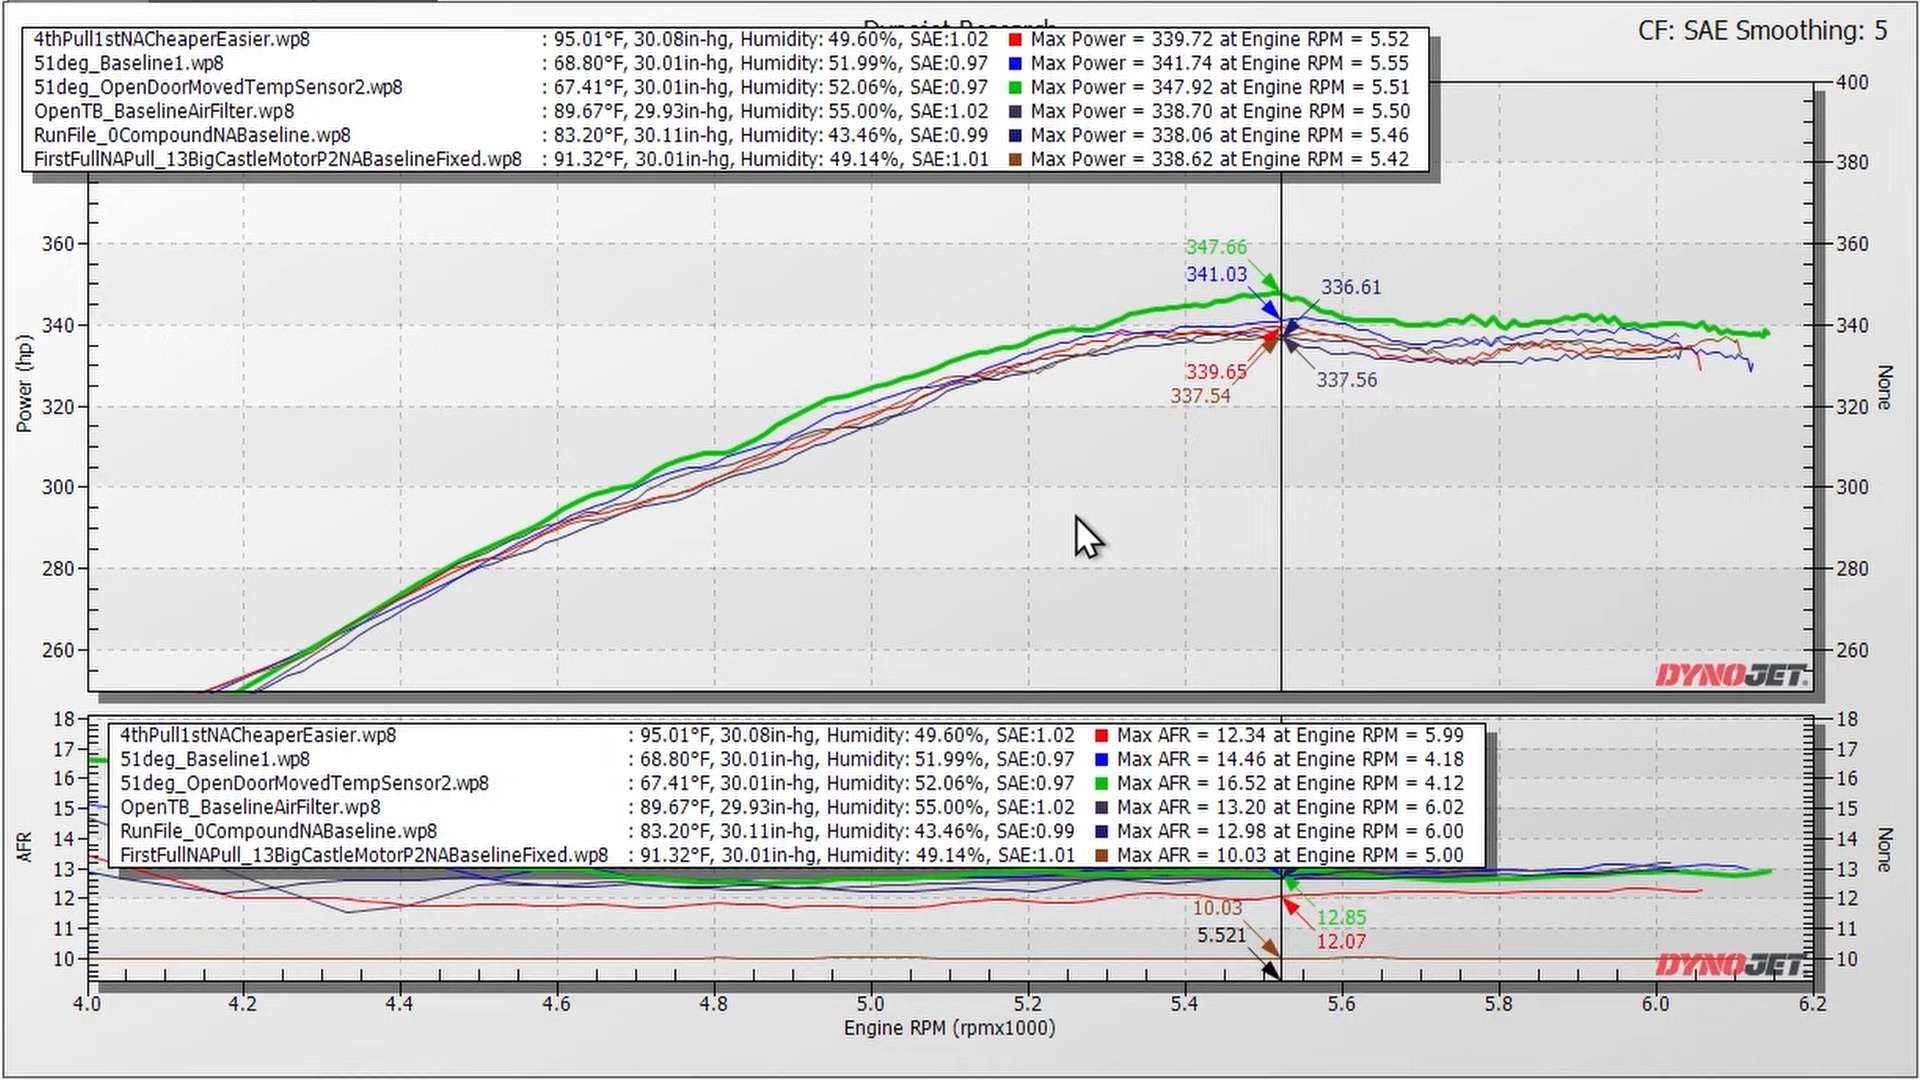 Dynojet Research
CF: SAE Smoothing: 5
4thPull1stNACheaperEasier.wp8 : 95.01°F, 30.08in-hg, Humidity: 49.60%, SAE:1.02 Max Power = 339.72 at Engine RPM = 5.52
51deg_Baseline1.wp8 : 68.80°F, 30.01in-hg, Humidity: 51.99%, SAE:0.97 Max Power = 341.74 at Engine RPM = 5.55
51deg_OpenDoorMovedTempSensor2.wp8 : 67.41°F, 30.01in-hg, Humidity: 52.06%, SAE:0.97 Max Power = 347.92 at Engine RPM = 5.51
OpenTB_BaselineAirFilter.wp8 : 89.67°F, 29.93in-hg, Humidity: 55.00%, SAE:1.02 Max Power = 338.70 at Engine RPM = 5.50
RunFile_0CompoundNABaseline.wp8 : 83.20°F, 30.11in-hg, Humidity: 43.46%, SAE:0.99 Max Power = 338.06 at Engine RPM = 5.46
FirstFullNAPull_13BigCastleMotorP2NABaselineFixed.wp8 : 91.32°F, 30.01in-hg, Humidity: 49.14%, SAE:1.01 Max Power = 338.62 at Engine RPM = 5.42
400
380
360 360
347.66
341.03 336.61
340 340
339.65 337.56
337.54
320 320
300 300
280 280
260 260
Power (hp)
None
DYNOJET
18 18
17 17
16 16
15 15
14 14
13 13
12 12
11 11
10 10
AFR
None
4thPull1stNACheaperEasier.wp8 : 95.01°F, 30.08in-hg, Humidity: 49.60%, SAE:1.02 Max AFR = 12.34 at Engine RPM = 5.99
51deg_Baseline1.wp8 : 68.80°F, 30.01in-hg, Humidity: 51.99%, SAE:0.97 Max AFR = 14.46 at Engine RPM = 4.18
51deg_OpenDoorMovedTempSensor2.wp8 : 67.41°F, 30.01in-hg, Humidity: 52.06%, SAE:0.97 Max AFR = 16.52 at Engine RPM = 4.12
OpenTB_BaselineAirFilter.wp8 : 89.67°F, 29.93in-hg, Humidity: 55.00%, SAE:1.02 Max AFR = 13.20 at Engine RPM = 6.02
RunFile_0CompoundNABaseline.wp8 : 83.20°F, 30.11in-hg, Humidity: 43.46%, SAE:0.99 Max AFR = 12.98 at Engine RPM = 6.00
FirstFullNAPull_13BigCastleMotorP2NABaselineFixed.wp8 : 91.32°F, 30.01in-hg, Humidity: 49.14%, SAE:1.01 Max AFR = 10.03 at Engine RPM = 5.00
10.03 12.85
5.521 12.07
DYNOJET
4.0 4.2 4.4 4.6 4.8 5.0 5.2 5.4 5.6 5.8 6.0 6.2
Engine RPM (rpmx1000)